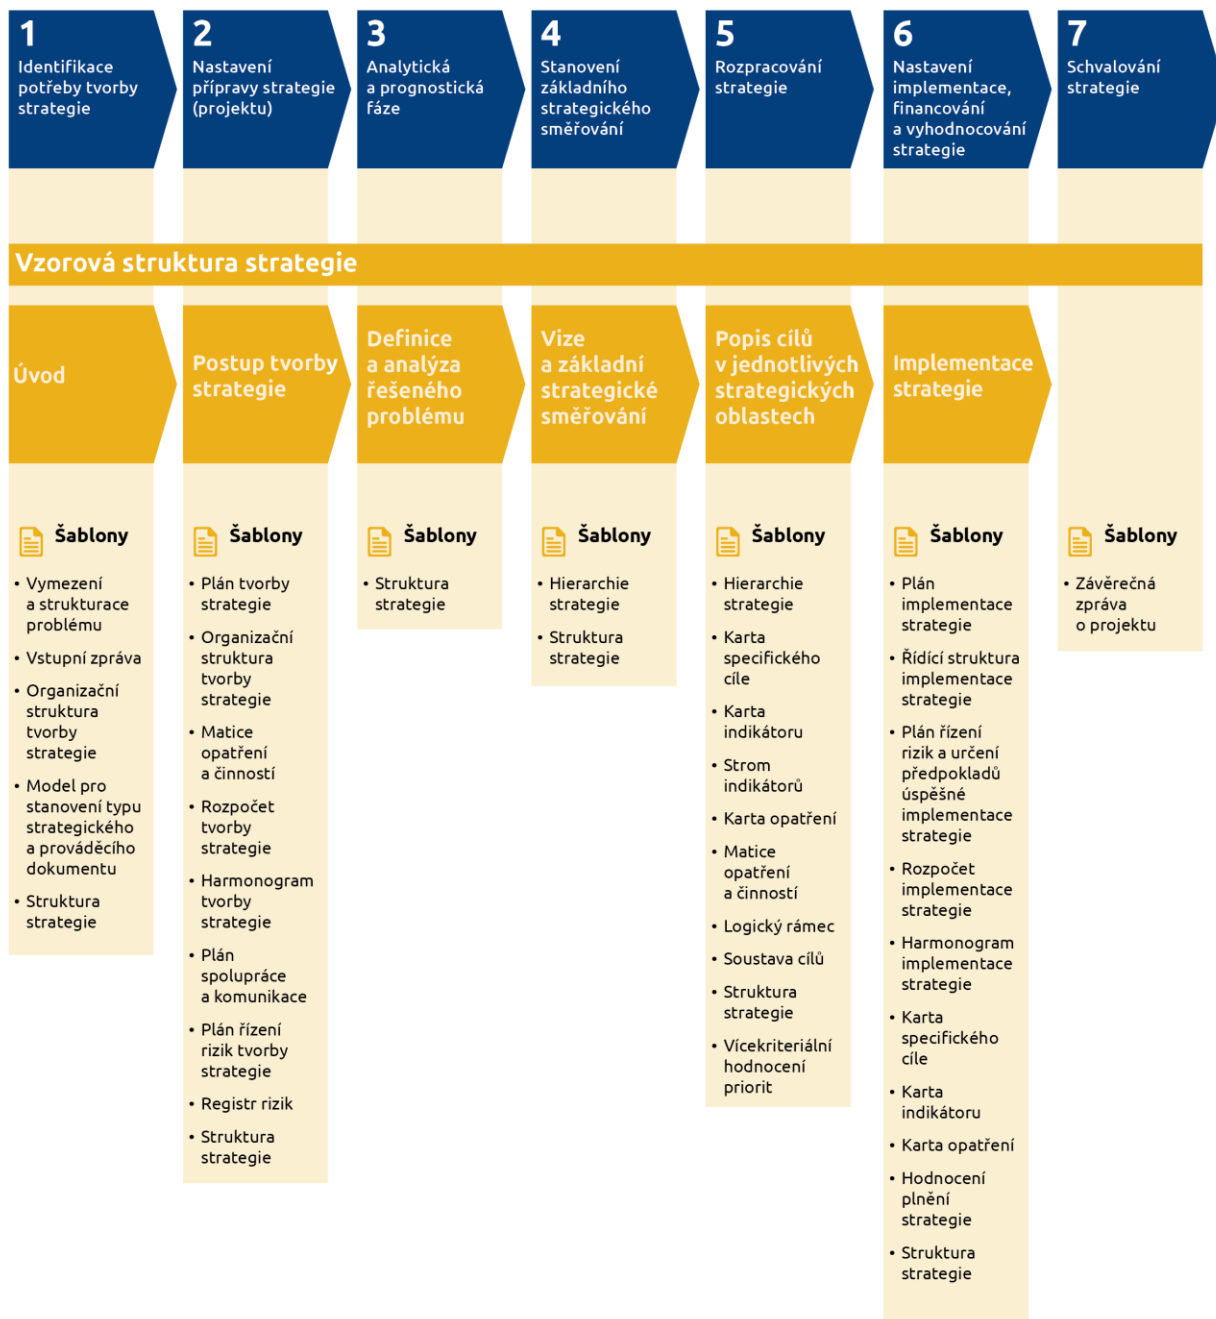 1
Identifikace
potřeby tvorby
strategie
2
Nastavení
přípravy strategie
(projektu)
3
Analytická
a prognostická
fáze
4
Stanovení
základního
strategického
směřování
5
Rozpracování
strategie
6
Nastavení
implementace,
financování
a vyhodnocování
strategie
7
Schvalování
strategie
Vzorová struktura strategie
Úvod
Postup tvorby
strategie
Definice
a analýza
řešeného
problému
Vize
a základní
strategické
směřování
Popis cílů
v jednotlivých
strategických
oblastech
Implementace
strategie
Šablony
• Vymezení
a strukturace
problému
• Vstupní zpráva
• Organizační
struktura
tvorby
strategie
• Model pro
stanovení typu
strategického
a prováděcího
dokumentu
• Struktura
strategie
Šablony
• Plán tvorby
strategie
• Organizační
struktura
tvorby
strategie
• Matice
opatření
a činností
• Rozpočet
tvorby
strategie
• Harmonogram
tvorby
strategie
• Plán
spolupráce
a komunikace
• Plán řízení
rizik tvorby
strategie
• Registr rizik
• Struktura
strategie
Šablony
• Struktura
strategie
Šablony
• Hierarchie
strategie
• Struktura
strategie
Šablony
• Hierarchie
strategie
• Karta
specifického
cíle
• Karta
indikátoru
• Strom
indikátorů
• Karta opatření
• Matice
opatření
a činností
• Logický rámec
• Soustava cílů
• Struktura
strategie
• Vícekriteriální
hodnocení
priorit
Šablony
• Plán
implementace
strategie
• Řídící struktura
implementace
strategie
• Plán řízení
rizik a určení
předpokladů
úspěšné
implementace
strategie
• Rozpočet
implementace
strategie
• Harmonogram
implementace
strategie
• Karta
specifického
cíle
• Karta
indikátoru
• Karta opatření
• Hodnocení
plnění
strategie
• Struktura
strategie
Šablony
• Závěrečná
zpráva
o projektu